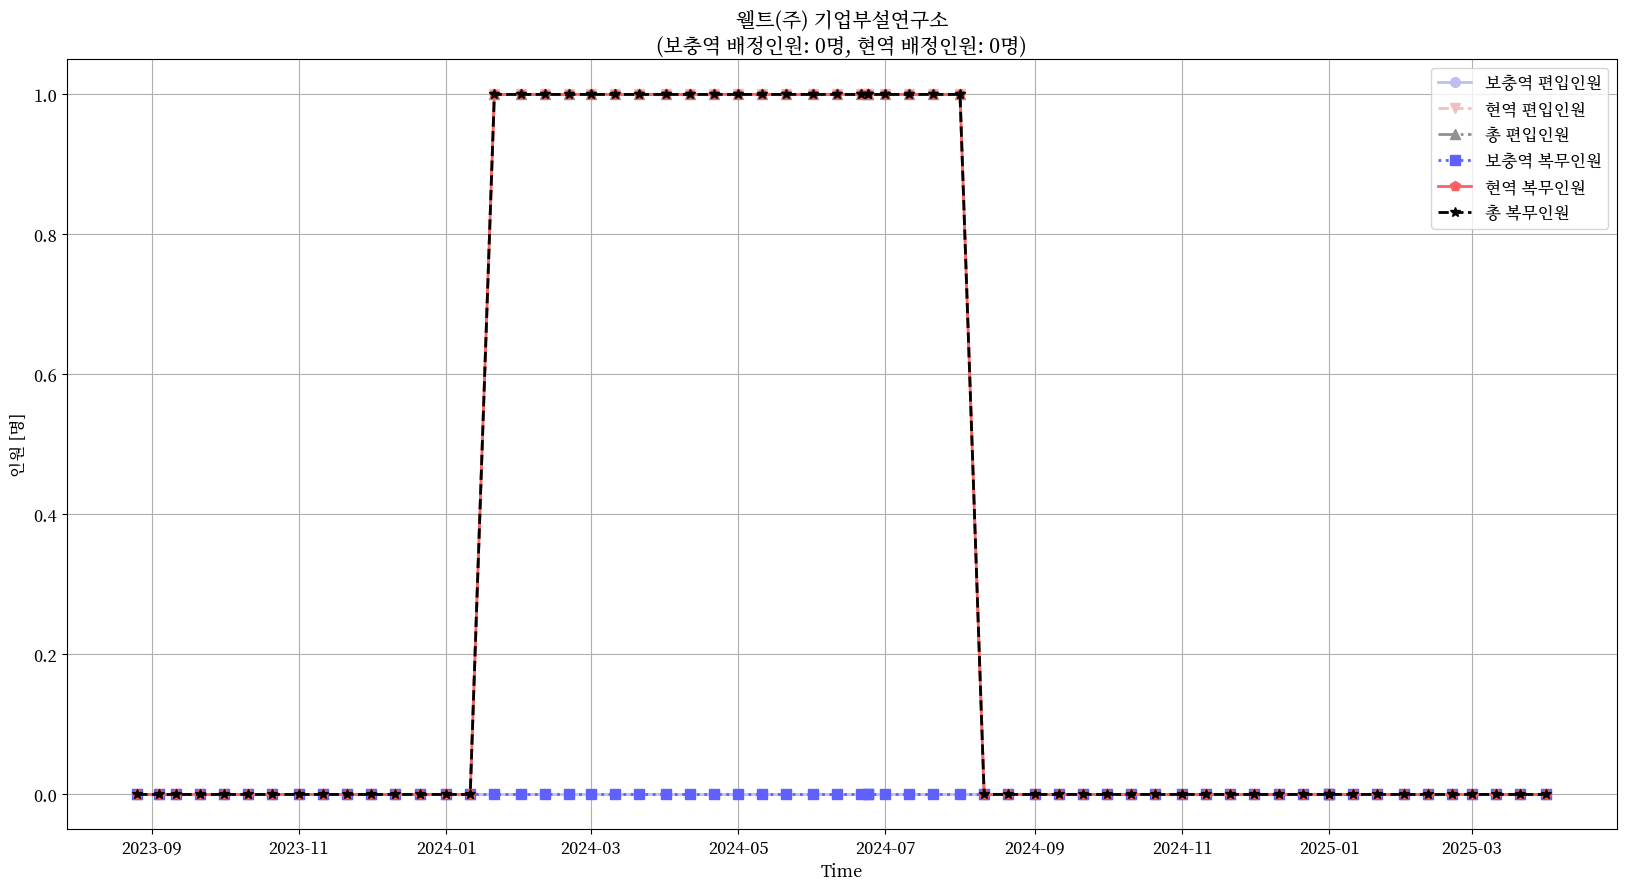 웰트(주) 기업부설연구소
(보충역 배정인원: 0명, 현역 배정인원: 0명)
보충역 편입인원
현역 편입인원
총 편입인원
보충역 복무인원
현역 복무인원
총 복무인원
인원 [명]
1.0
0.8
0.6
0.4
0.2
0.0
2023-09 2023-11 2024-01 2024-03 2024-05 2024-07 2024-09 2024-11 2025-01 2025-03
Time